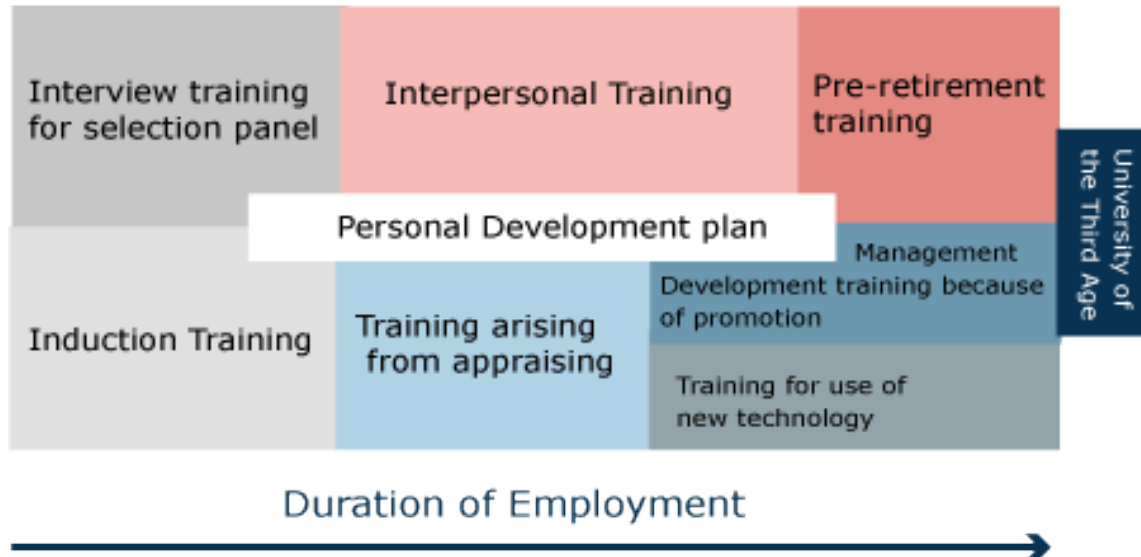 Interview training
for selection panel
Interpersonal Training
Pre-retirement
training
University of
the Third Age
Personal Development plan
Induction Training
Training arising
from appraising
Management
Development training because
of promotion
Training for use of
new technology
Duration of Employment